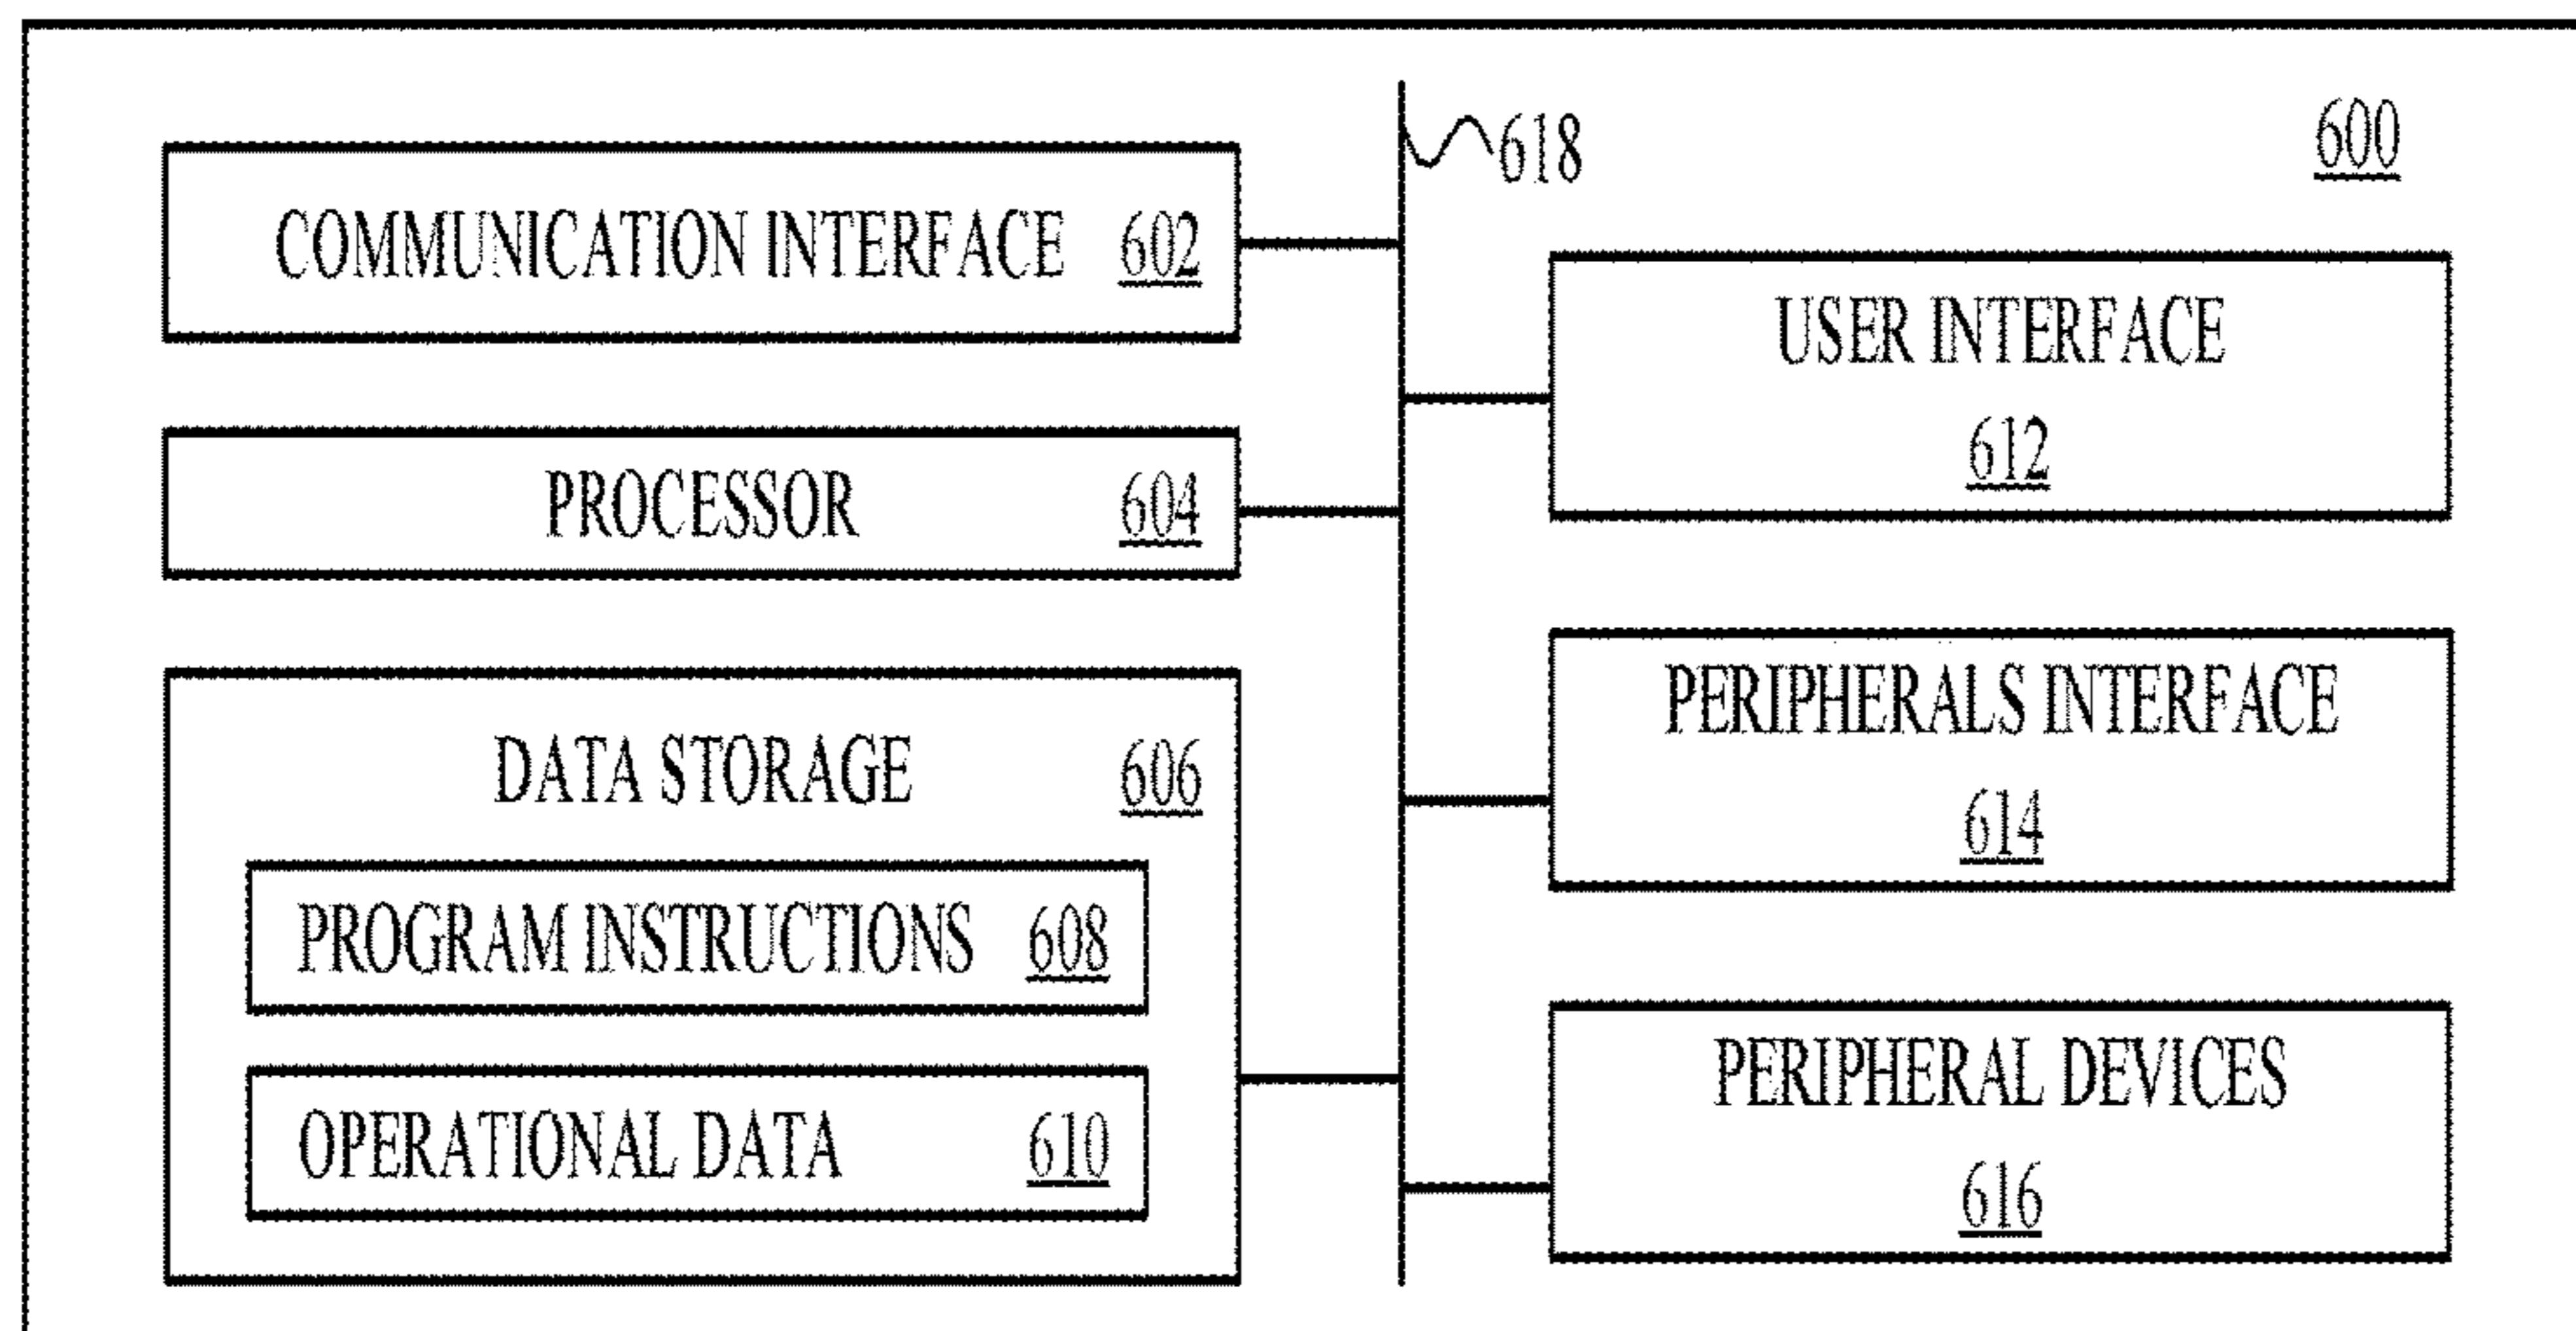 618
600
COMMUNICATION INTERFACE 602
USER INTERFACE
612
PROCESSOR 604
PERIPHERALS INTERFACE
614
DATA STORAGE 606
PROGRAM INSTRUCTIONS 608
OPERATIONAL DATA 610
PERIPHERAL DEVICES
616